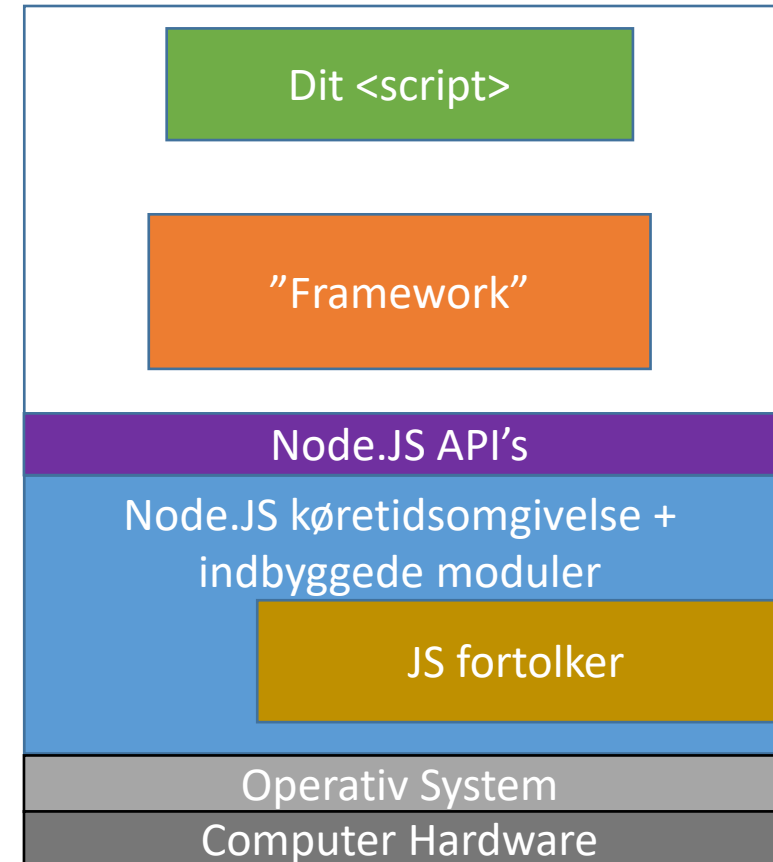 Dit <script>
”Framework”
Node.JS API’s
Node.JS køretidsomgivelse +
indbyggede moduler
JS fortolker
Operativ System
Computer Hardware